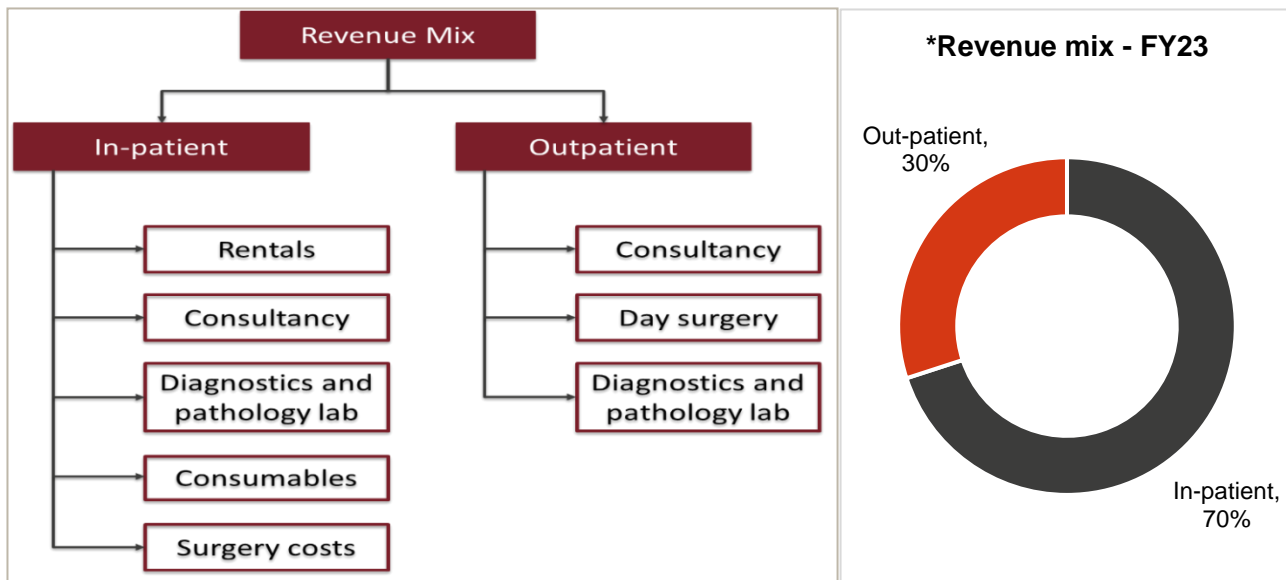 Revenue Mix
In-patient
Rentals
Consultancy
Diagnostics and
pathology lab
Consumables
Surgery costs
Outpatient
Consultancy
Day surgery
Diagnostics and
pathology lab
*Revenue mix - FY23
Out-patient,
30%
In-patient,
70%